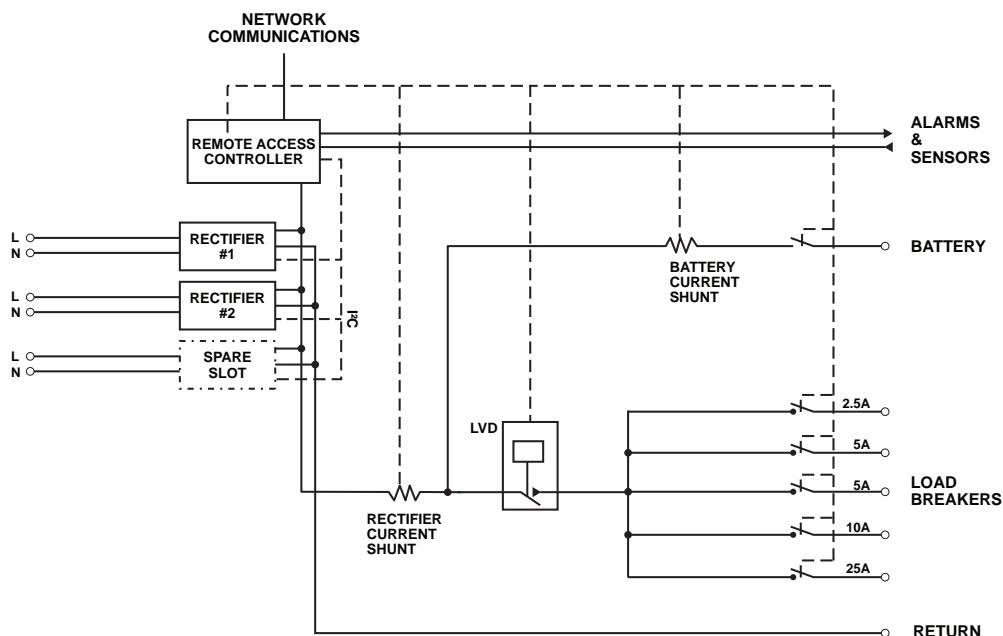 NETWORK
COMMUNICATIONS
REMOTE ACCESS
CONTROLLER
ALARMS
&
SENSORS
L
N
RECTIFIER
#1
BATTERY
BATTERY
CURRENT
SHUNT
L
N
RECTIFIER
#2
I²C
L
N
SPARE
SLOT
LVD
2.5A
5A
5A
10A
25A
LOAD
BREAKERS
RECTIFIER
CURRENT
SHUNT
RETURN